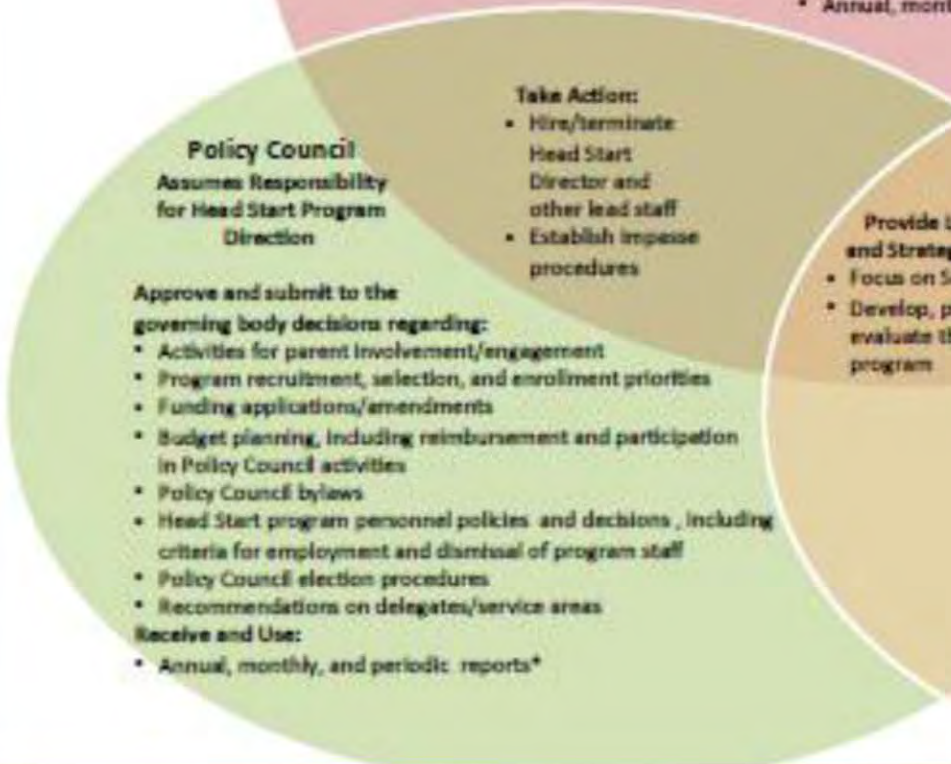 Annual, mont
Take Action:
• Hire/terminate
Head Start
Director and
other lead staff
• Establish impasse
procedures
Policy Council
Assumes Responsibility
for Head Start Program
Direction
Approve and submit to the
governing body decisions regarding:
• Activities for parent involvement/engagement
• Program recruitment, selection, and enrollment priorities
• Funding applications/amendments
• Budget planning, including reimbursement and participation
in Policy Council activities
• Policy Council bylaws
• Head Start program personnel policies and decisions , including
criteria for employment and dismissal of program staff
• Policy Council election procedures
• Recommendations on delegates/service areas
Receive and Use:
• Annual, monthly, and periodic reports*
Provide
and Strateg
• Focus on S
• Develop, p
evaluate t
program